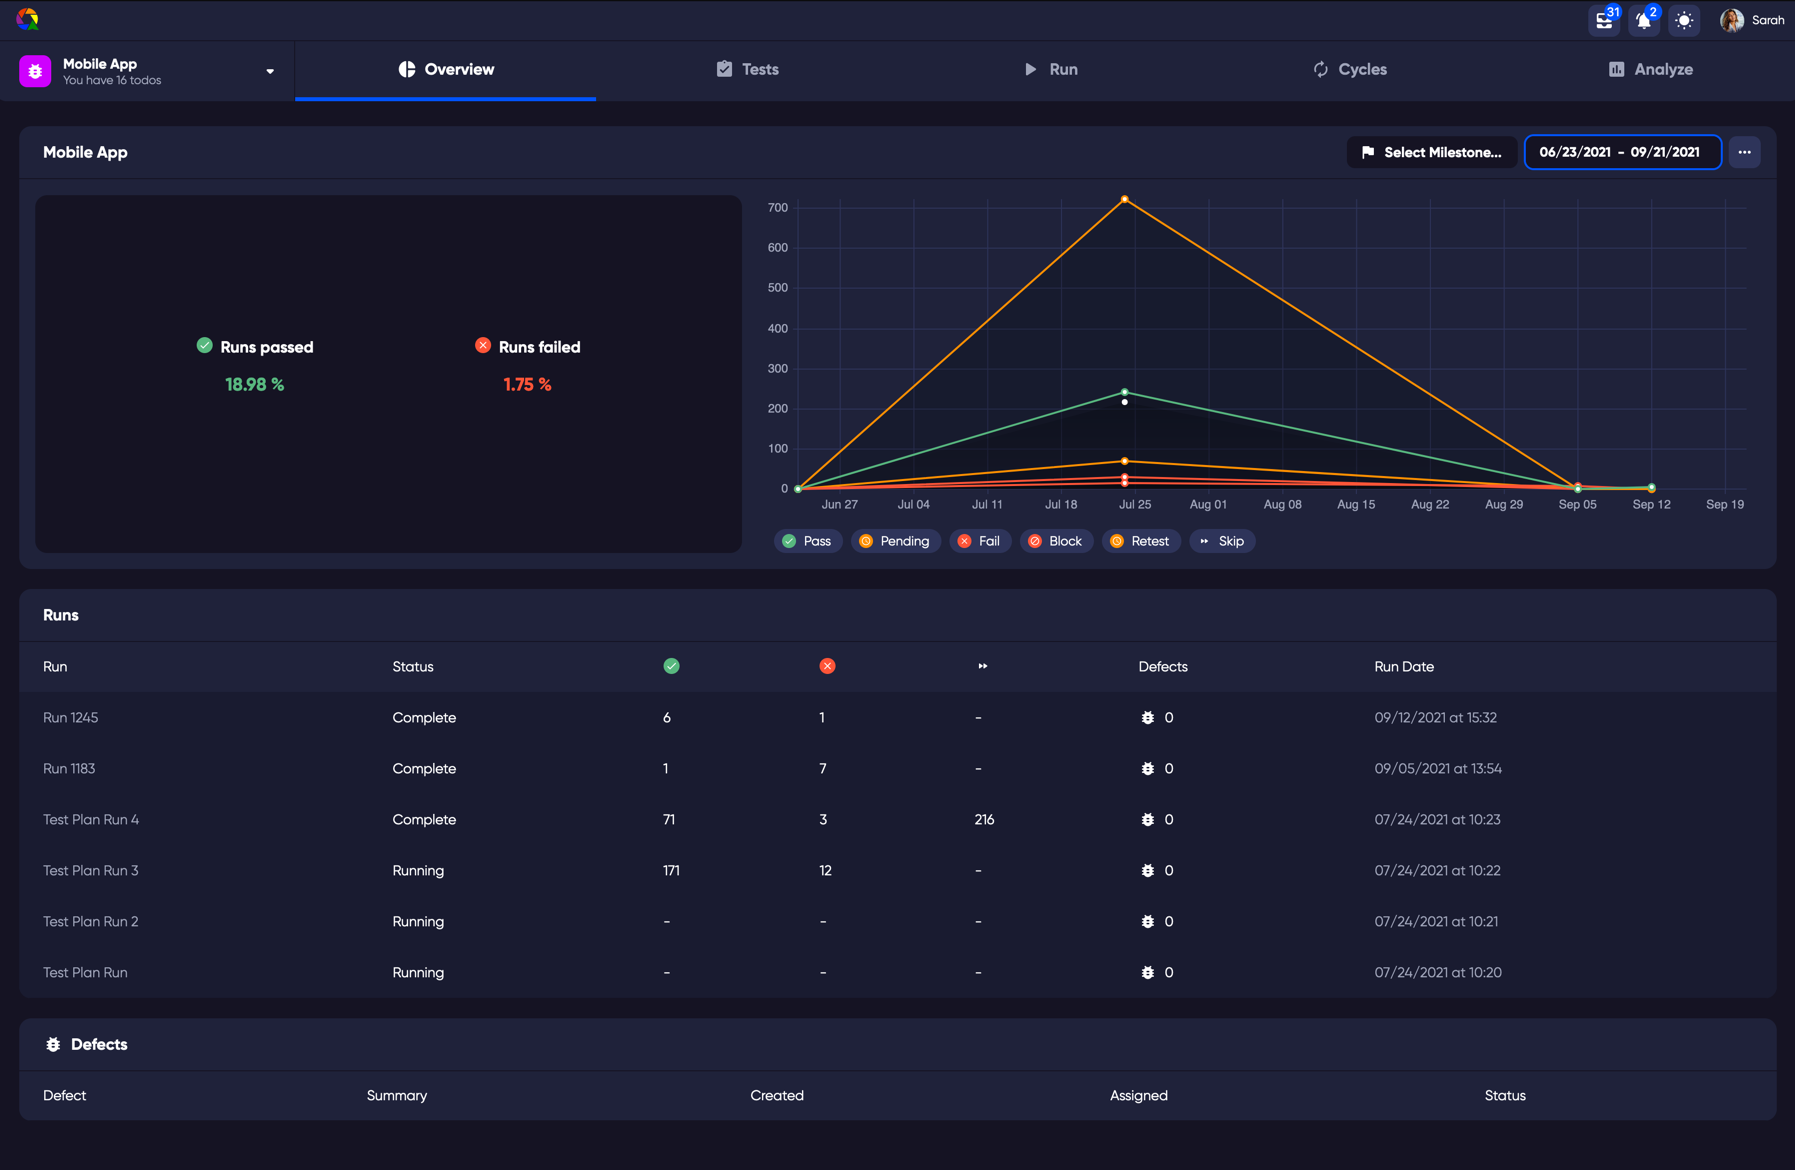 31
2
Sarah
Mobile App
You have 16 todos
Overview
Tests
Run
Cycles
Analyze
Mobile App
Select Milestone...
06/23/2021 - 09/21/2021
Runs passed
18.98 %
Runs failed
1.75 %
700
600
500
400
300
200
100
0
Jun 27 Jul 04 Jul 11 Jul 18 Jul 25 Aug 01 Aug 08 Aug 15 Aug 22 Aug 29 Sep 05 Sep 12 Sep 19
Pass Pending Fail Block Retest Skip
Runs
Run Status Defects Run Date
Run 1245 Complete 6 1 - 0 09/12/2021 at 15:32
Run 1183 Complete 1 7 - 0 09/05/2021 at 13:54
Test Plan Run 4 Complete 71 3 216 0 07/24/2021 at 10:23
Test Plan Run 3 Running 171 12 - 0 07/24/2021 at 10:22
Test Plan Run 2 Running - - - 0 07/24/2021 at 10:21
Test Plan Run Running - - - 0 07/24/2021 at 10:20
Defects
Defect Summary Created Assigned Status